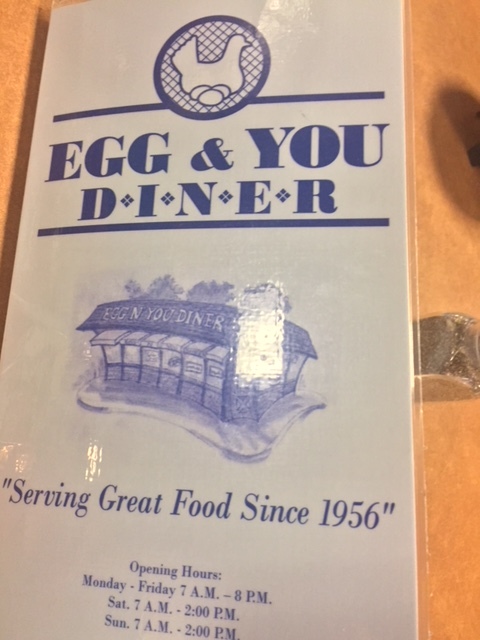 EGG & YOU
D❖I❖N❖E❖R
EGG N YOU DINER
"Serving Great Food Since 1956"
Opening Hours:
Monday - Friday 7 A.M. – 8 P.M.
Sat. 7 A.M. - 2:00 P.M.
Sun. 7 A.M. - 2:00 P.M.